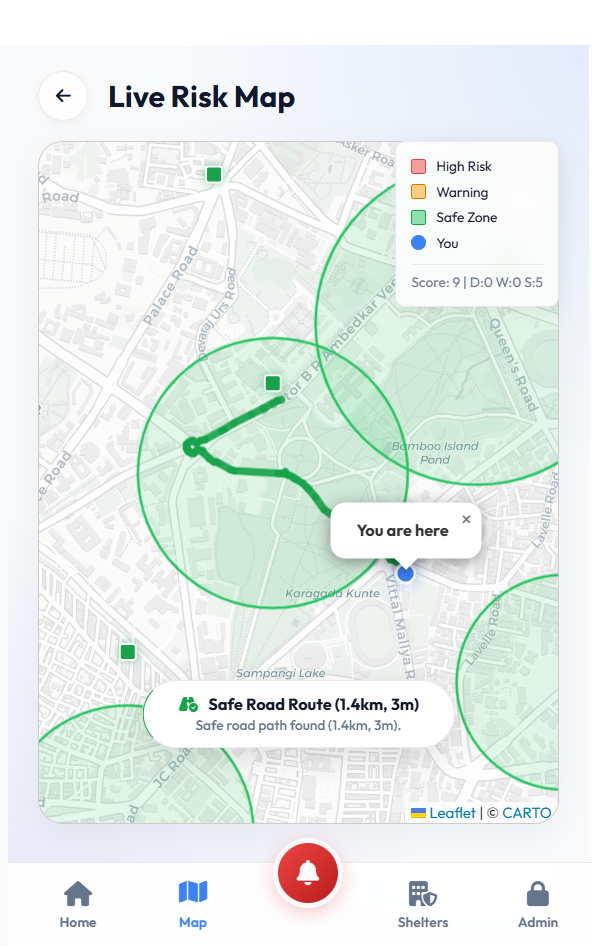 Live Risk Map
Asker Road
High Risk
Warning
Safe Zone
You
Score: 9 | D:0 W:0 S:5
Road
Palace Road
Devaraj Urs Road
tor B R Ambedkar Vee
Queen's Road
Bamboo Island
Pond
e Road
Lavelle Road
You are here
×
Karagada Kunte
Vittal Mallya R
Lavelle Road
Sampangi Lake
Safe Road Route (1.4km, 3m)
Safe road path found (1.4km, 3m).
JC Road
ad
Leaflet | © CARTO
Home
Map
Shelters
Admin